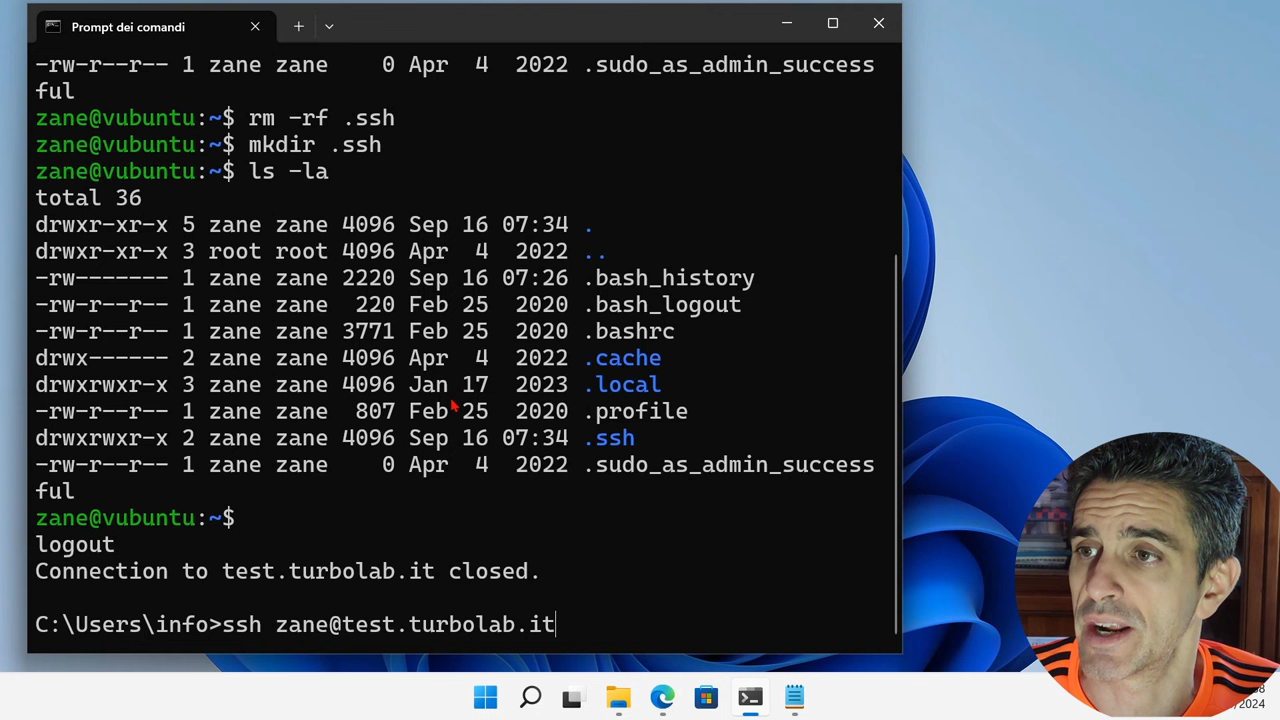 Prompt dei comandi
-rw-r--r-- 1 zane zane    0 Apr  4  2022 .sudo_as_admin_success
ful
zane@vubuntu:~$ rm -rf .ssh
zane@vubuntu:~$ mkdir .ssh
zane@vubuntu:~$ ls -la
total 36
drwxr-xr-x 5 zane zane 4096 Sep 16 07:34 .
drwxr-xr-x 3 root root 4096 Apr  4  2022 ..
-rw------- 1 zane zane 2220 Sep 16 07:26 .bash_history
-rw-r--r-- 1 zane zane  220 Feb 25  2020 .bash_logout
-rw-r--r-- 1 zane zane 3771 Feb 25  2020 .bashrc
drwx------ 2 zane zane 4096 Apr  4  2022 .cache
drwxrwxr-x 3 zane zane 4096 Jan 17  2023 .local
-rw-r--r-- 1 zane zane  807 Feb 25  2020 .profile
drwxrwxr-x 2 zane zane 4096 Sep 16 07:34 .ssh
-rw-r--r-- 1 zane zane    0 Apr  4  2022 .sudo_as_admin_success
ful
zane@vubuntu:~$
logout
Connection to test.turbolab.it closed.
C:\Users\info>ssh zane@test.turbolab.it